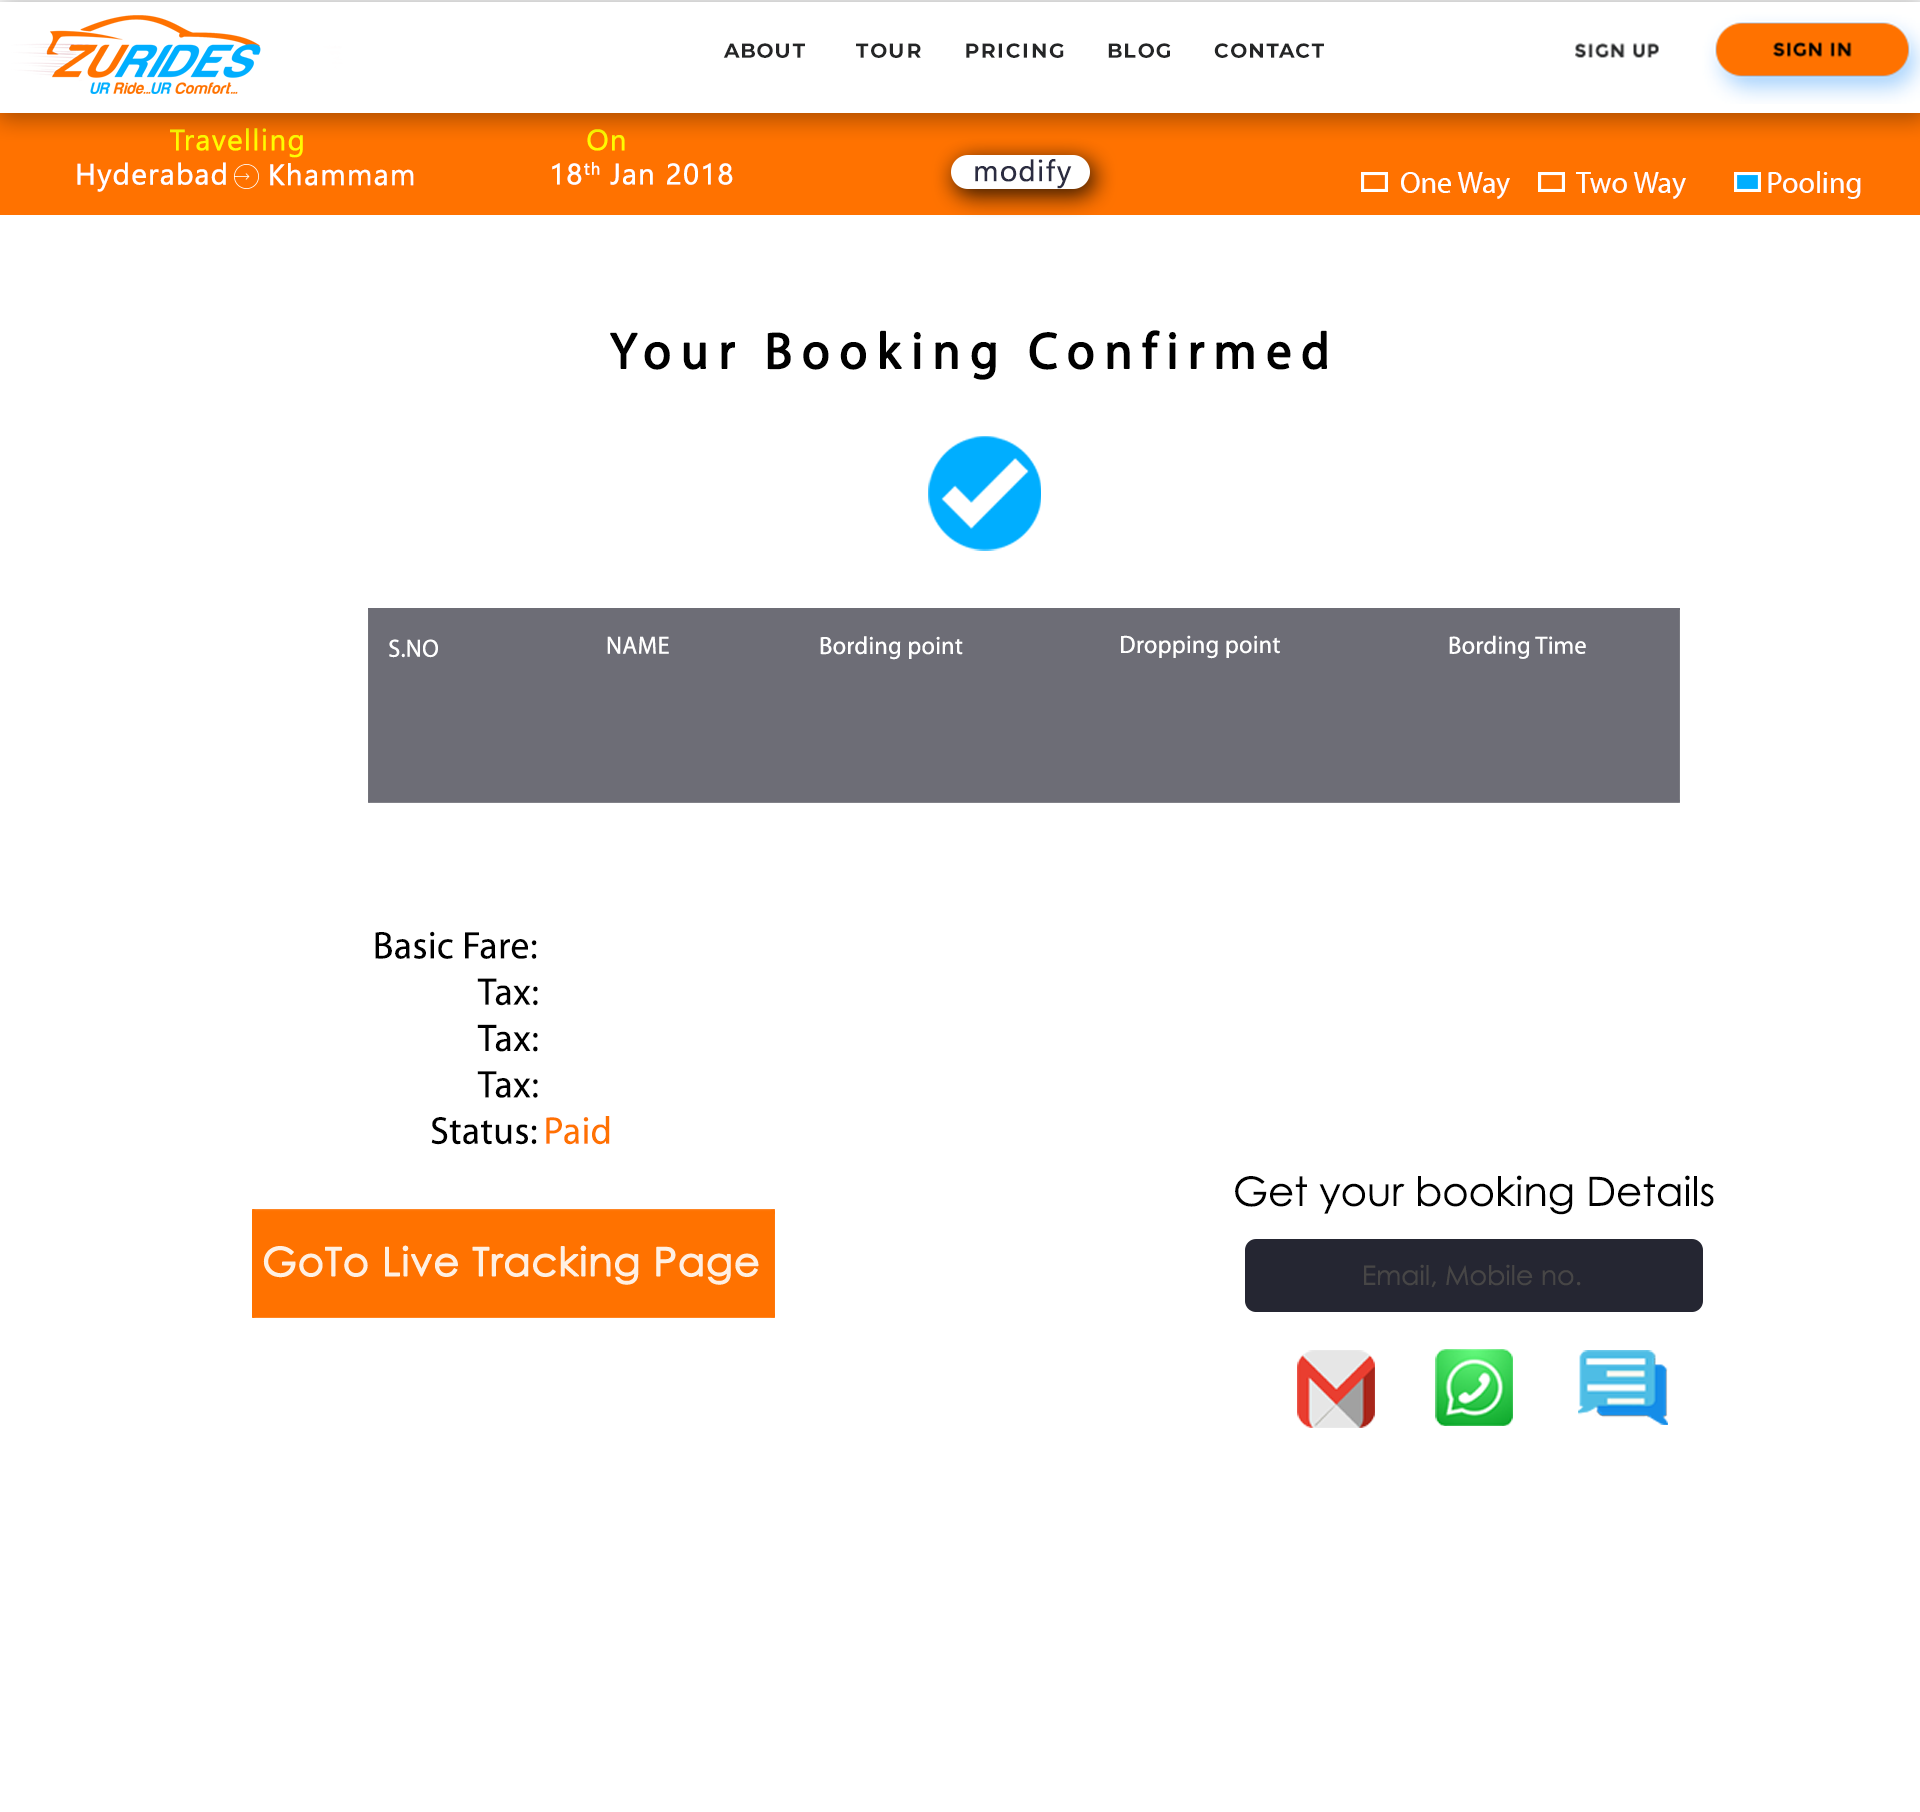 ZURIDES
UR Ride...UR Comfort...
ABOUT TOUR PRICING BLOG CONTACT SIGN UP SIGN IN
Travelling On
Hyderabad Khammam 18th Jan 2018
modify
One Way Two Way Pooling
Your Booking Confirmed
S.NO NAME Bording point Dropping point Bording Time
Basic Fare:
Tax:
Tax:
Tax:
Status: Paid
Get your booking Details
GoTo Live Tracking Page
Email, Mobile no.